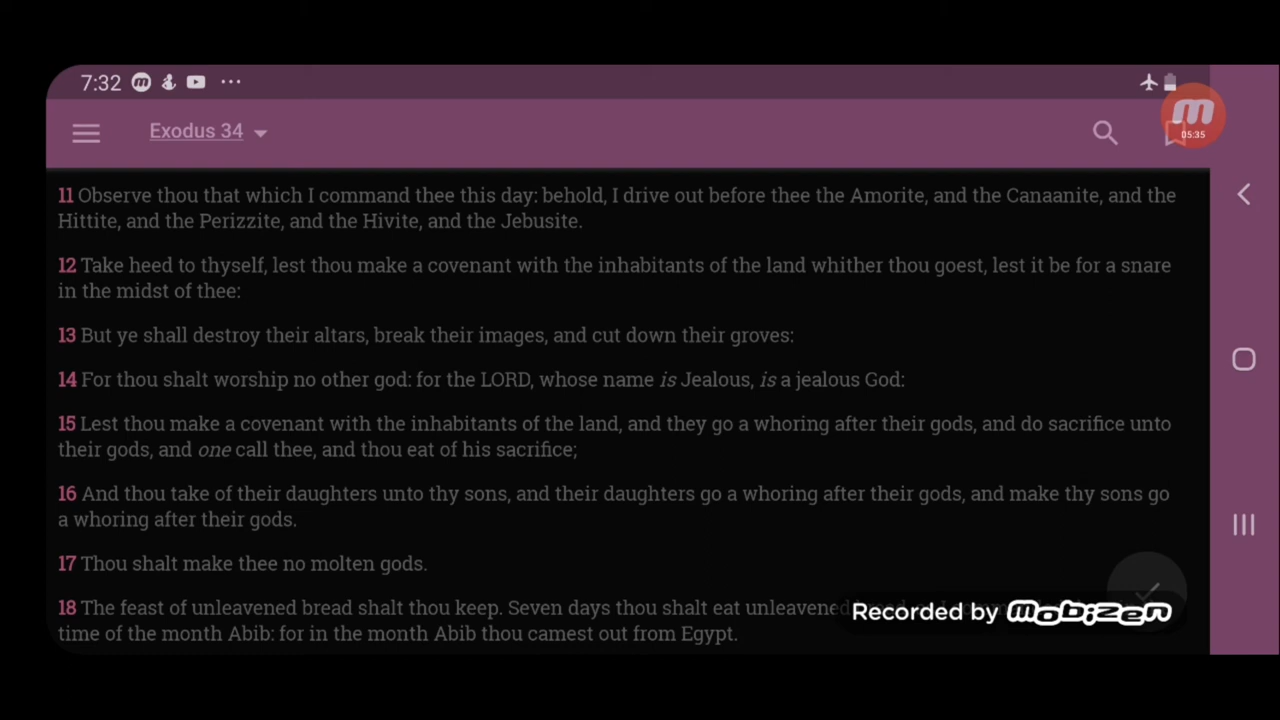 7:32 ···
Exodus 34
05:35
11 Observe thou that which I command thee this day: behold, I drive out before thee the Amorite, and the Canaanite, and the
Hittite, and the Perizzite, and the Hivite, and the Jebusite.
12 Take heed to thyself, lest thou make a covenant with the inhabitants of the land whither thou goest, lest it be for a snare
in the midst of thee:
13 But ye shall destroy their altars, break their images, and cut down their groves:
14 For thou shalt worship no other god: for the LORD, whose name is Jealous, is a jealous God:
15 Lest thou make a covenant with the inhabitants of the land, and they go a whoring after their gods, and do sacrifice unto
their gods, and one call thee, and thou eat of his sacrifice;
16 And thou take of their daughters unto thy sons, and their daughters go a whoring after their gods, and make thy sons go
a whoring after their gods.
17 Thou shalt make thee no molten gods.
18 The feast of unleavened bread shalt thou keep. Seven days thou shalt eat unleavened
time of the month Abib: for in the month Abib thou camest out from Egypt.
Recorded by mobizen